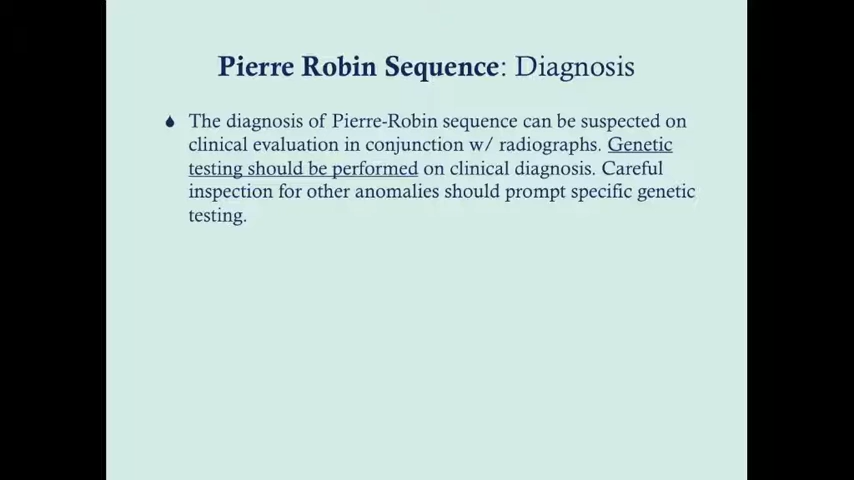 Pierre Robin Sequence: Diagnosis
The diagnosis of Pierre-Robin sequence can be suspected on
clinical evaluation in conjunction w/ radiographs. Genetic
testing should be performed on clinical diagnosis. Careful
inspection for other anomalies should prompt specific genetic
testing.